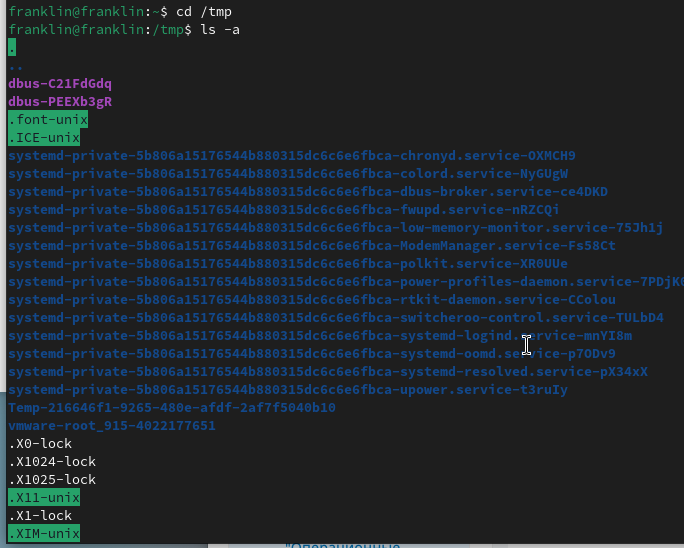 franklin@franklin:~$ cd /tmp
franklin@franklin:/tmp$ ls -a
.
..
dbus-C21FdGdq
dbus-PEEXb3gR
.font-unix
.ICE-unix
systemd-private-5b806a15176544b880315dc6c6e6fbca-chronyd.service-OXMCH9
systemd-private-5b806a15176544b880315dc6c6e6fbca-colord.service-NyGUgW
systemd-private-5b806a15176544b880315dc6c6e6fbca-dbus-broker.service-ce4DKD
systemd-private-5b806a15176544b880315dc6c6e6fbca-fwupd.service-nRZCQi
systemd-private-5b806a15176544b880315dc6c6e6fbca-low-memory-monitor.service-75Jh1j
systemd-private-5b806a15176544b880315dc6c6e6fbca-ModemManager.service-Fs58Ct
systemd-private-5b806a15176544b880315dc6c6e6fbca-polkit.service-XR0UUe
systemd-private-5b806a15176544b880315dc6c6e6fbca-power-profiles-daemon.service-7PDjK
systemd-private-5b806a15176544b880315dc6c6e6fbca-rtkit-daemon.service-CColou
systemd-private-5b806a15176544b880315dc6c6e6fbca-switcheroo-control.service-TULbD4
systemd-private-5b806a15176544b880315dc6c6e6fbca-systemd-logind.service-mnYI8m
systemd-private-5b806a15176544b880315dc6c6e6fbca-systemd-oomd.service-p7ODv9
systemd-private-5b806a15176544b880315dc6c6e6fbca-systemd-resolved.service-pX34xX
systemd-private-5b806a15176544b880315dc6c6e6fbca-upower.service-t3ruIy
Temp-216646f1-9265-480e-afdf-2af7f5040b10
vmware-root_915-4022177651
.X0-lock
.X1024-lock
.X1025-lock
.X11-unix
.X1-lock
.XIM-unix
"Операционные